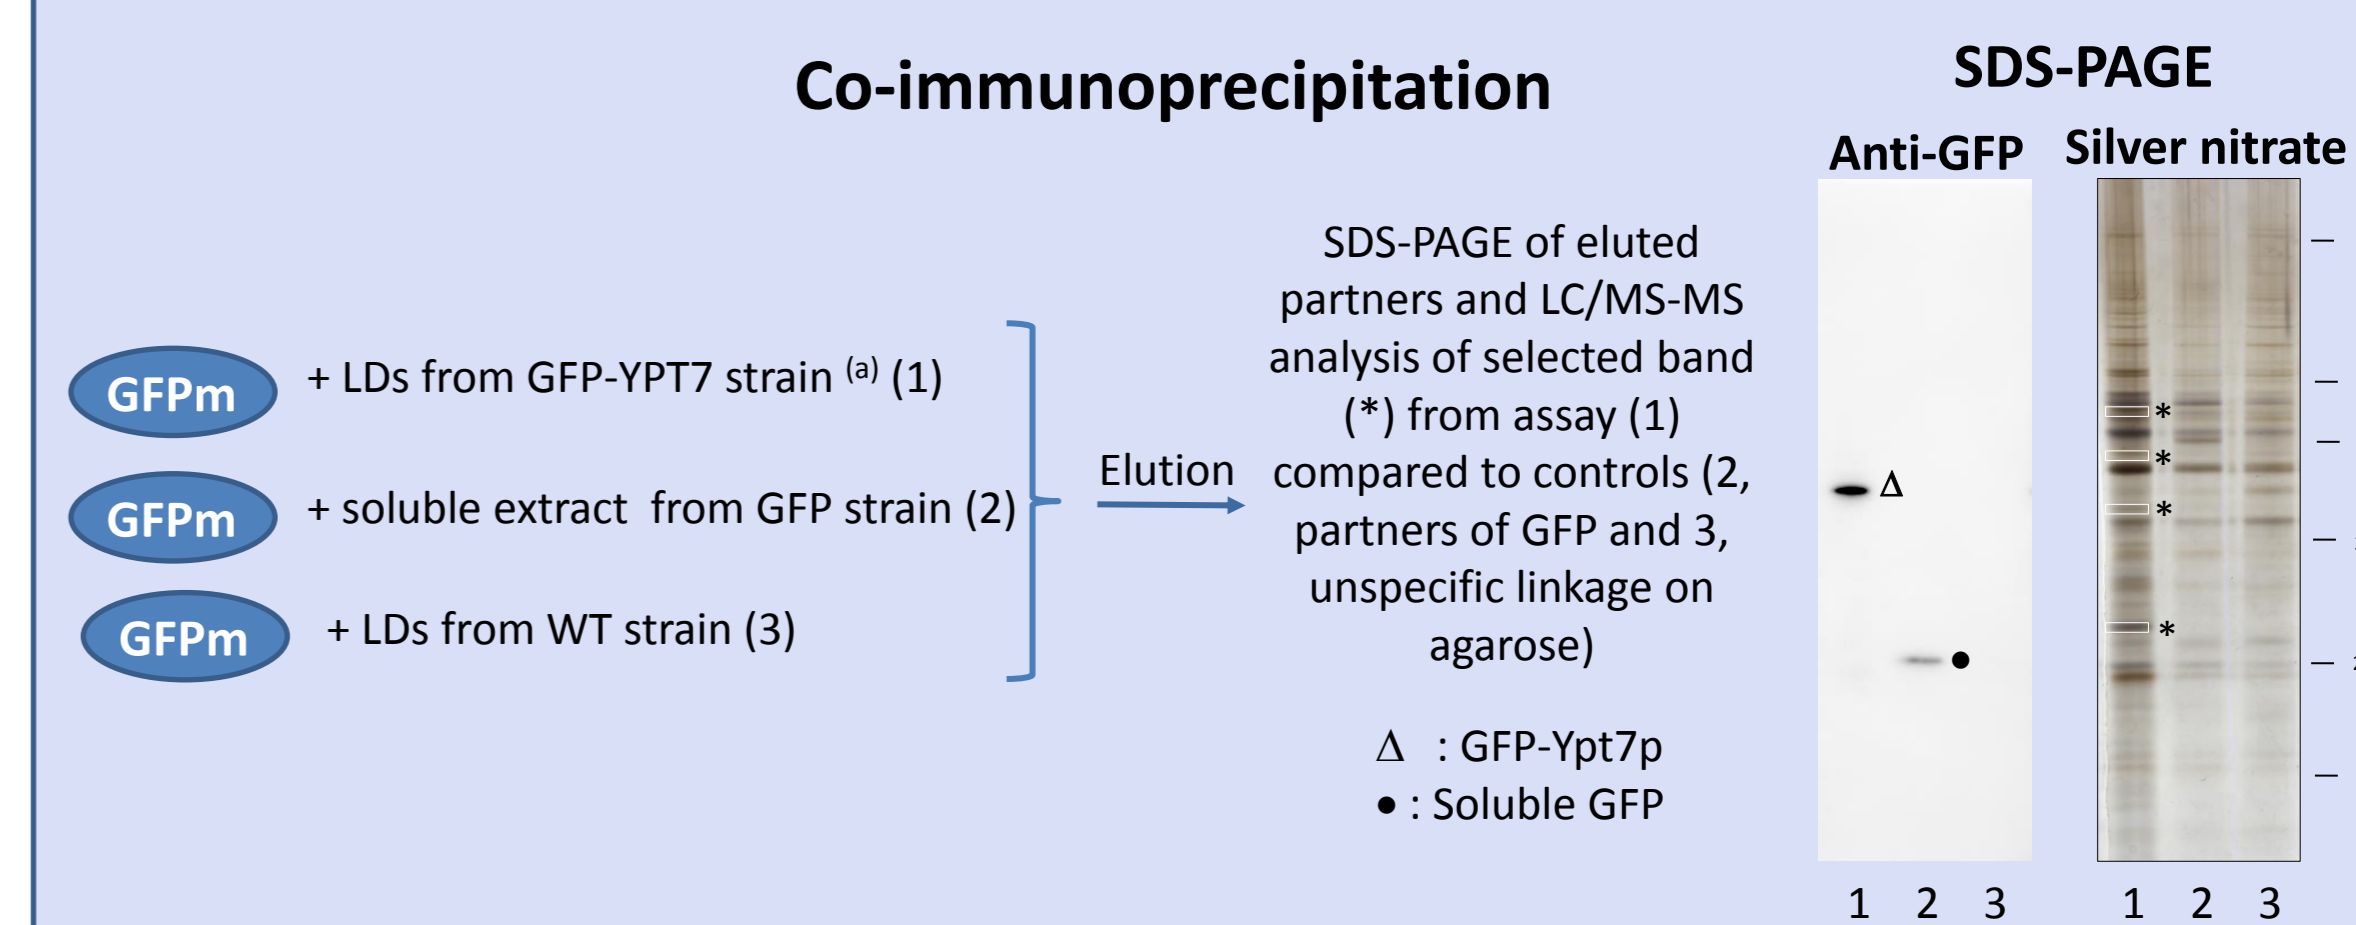 Co-immunoprecipitation
SDS-PAGE
Anti-GFP
Silver nitrate
GFPm
+ LDs from GFP-YPT7 strain (a) (1)
GFPm
+ soluble extract from GFP strain (2)
GFPm
+ LDs from WT strain (3)
Elution
SDS-PAGE of eluted
partners and LC/MS-MS
analysis of selected band
(*) from assay (1)
compared to controls (2,
partners of GFP and 3,
unspecific linkage on
agarose)
Δ : GFP-Ypt7p
• : Soluble GFP
Δ
•
*
*
*
*
1 2 3
1 2 3